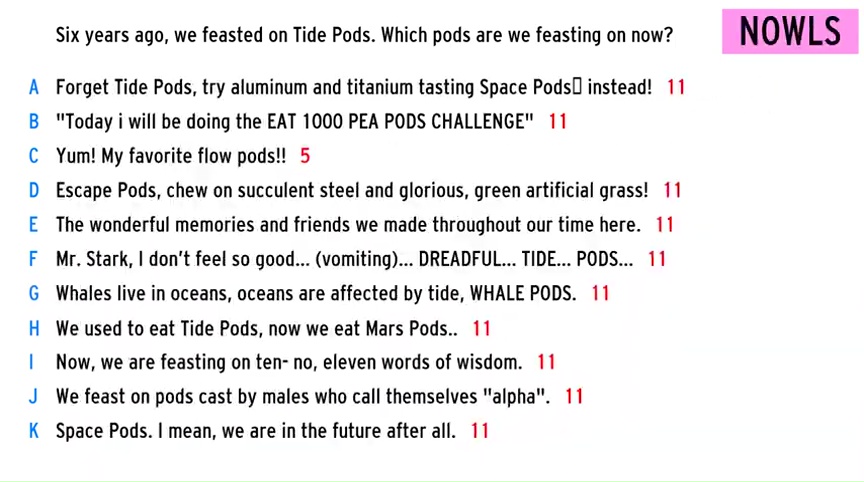 Six years ago, we feasted on Tide Pods. Which pods are we feasting on now?
NOWLS
A Forget Tide Pods, try aluminum and titanium tasting Space Pods▯ instead! 11
B "Today i will be doing the EAT 1000 PEA PODS CHALLENGE" 11
C Yum! My favorite flow pods!! 5
D Escape Pods, chew on succulent steel and glorious, green artificial grass! 11
E The wonderful memories and friends we made throughout our time here. 11
F Mr. Stark, I don't feel so good... (vomiting)... DREADFUL... TIDE... PODS... 11
G Whales live in oceans, oceans are affected by tide, WHALE PODS. 11
H We used to eat Tide Pods, now we eat Mars Pods.. 11
I Now, we are feasting on ten- no, eleven words of wisdom. 11
J We feast on pods cast by males who call themselves "alpha". 11
K Space Pods. I mean, we are in the future after all. 11